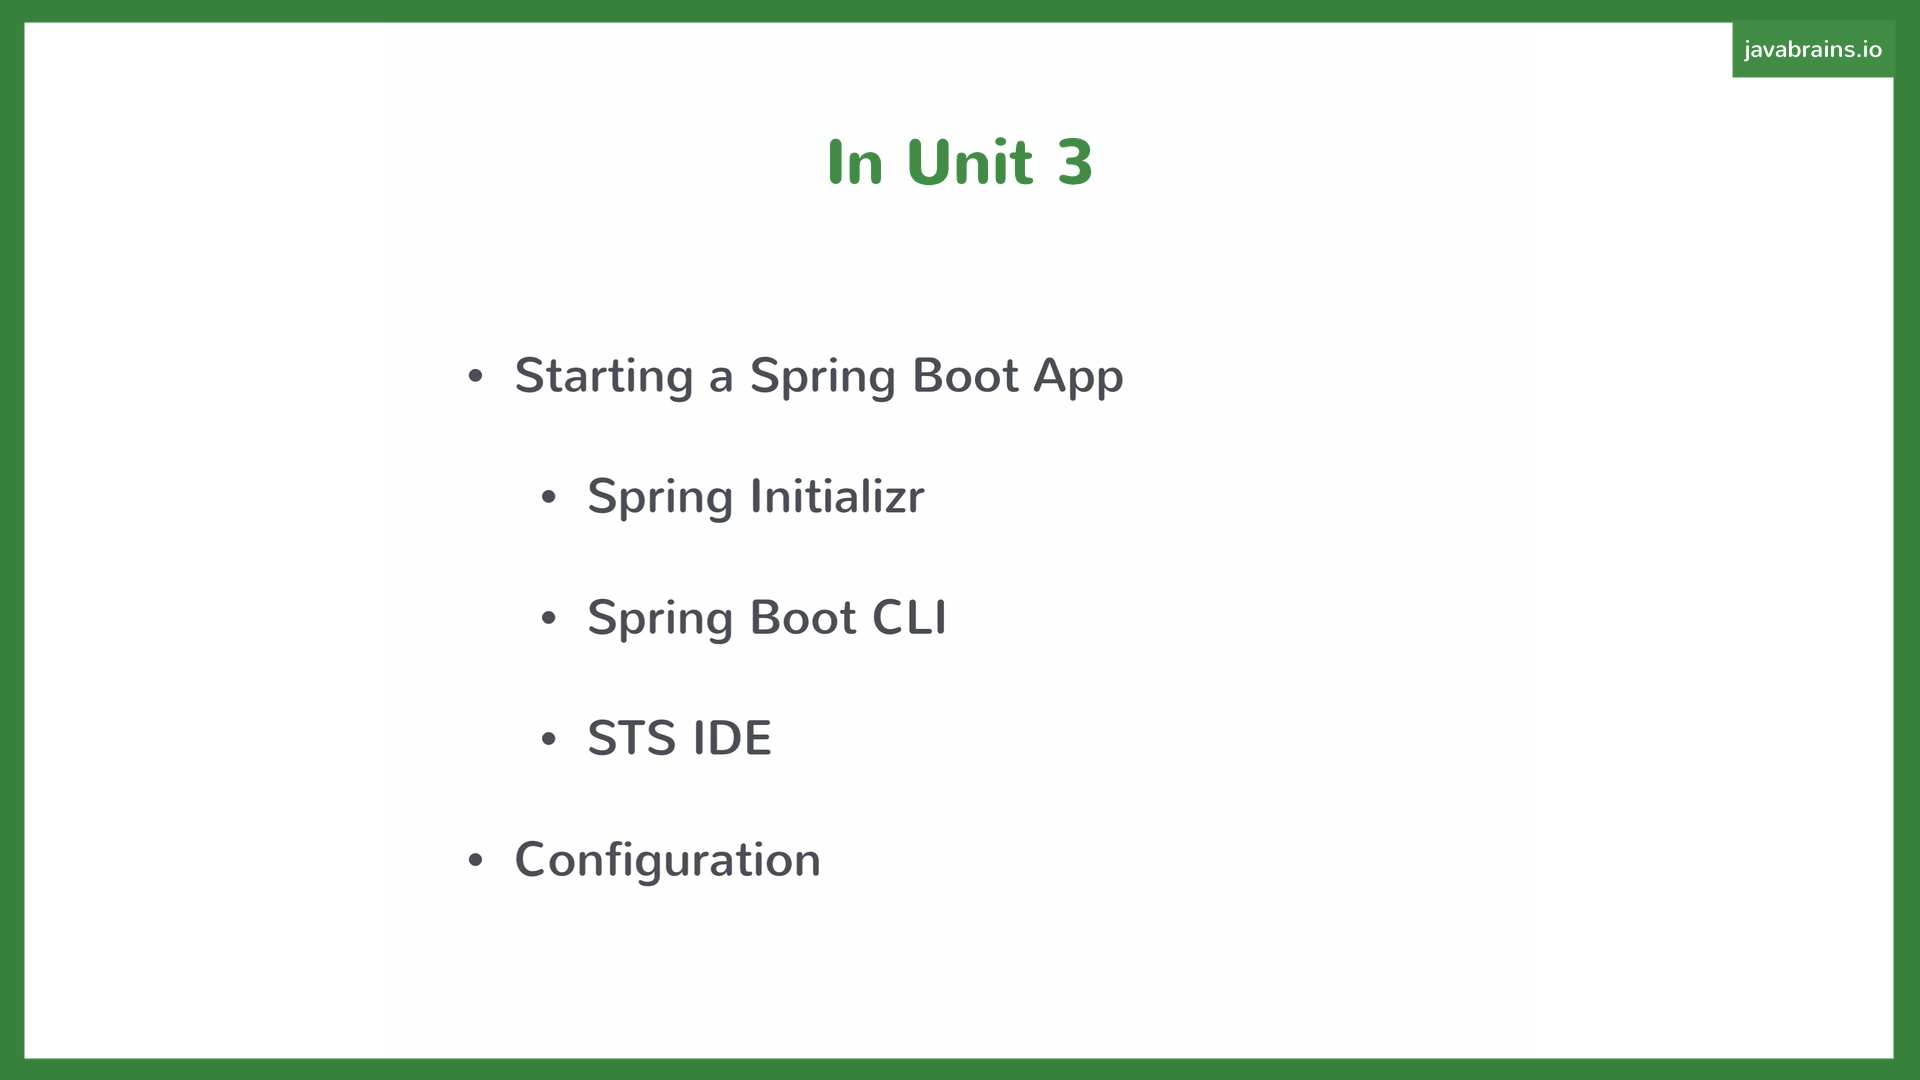 javabrains.io
In Unit 3
• Starting a Spring Boot App
• Spring Initializr
• Spring Boot CLI
• STS IDE
• Configuration